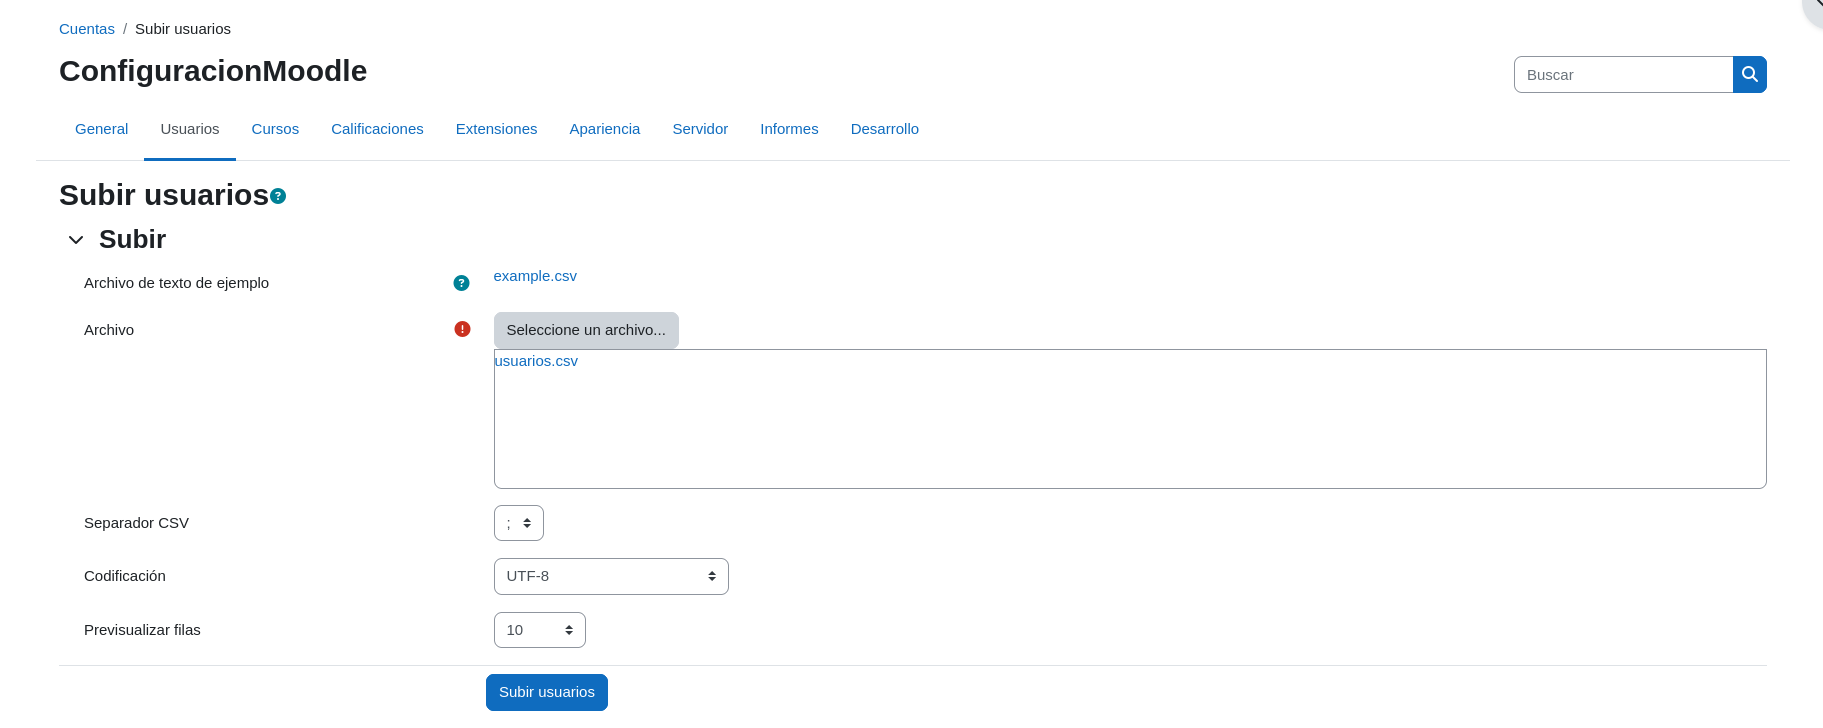 Cuentas / Subir usuarios
ConfiguracionMoodle
Buscar
General Usuarios Cursos Calificaciones Extensiones Apariencia Servidor Informes Desarrollo
Subir usuarios
Subir
Archivo de texto de ejemplo example.csv
Archivo Seleccione un archivo...
usuarios.csv
Separador CSV ;
Codificación UTF-8
Previsualizar filas 10
Subir usuarios